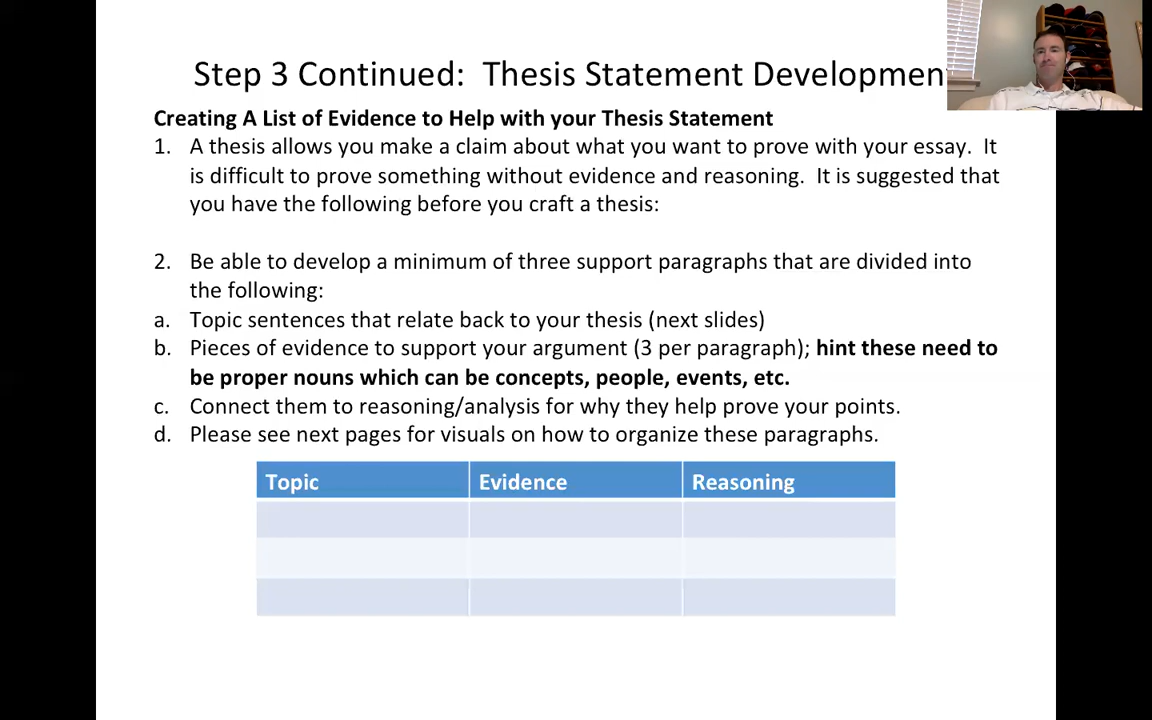 Step 3 Continued:  Thesis Statement Developmen
Creating A List of Evidence to Help with your Thesis Statement
1. A thesis allows you make a claim about what you want to prove with your essay.  It
is difficult to prove something without evidence and reasoning.  It is suggested that
you have the following before you craft a thesis:
2. Be able to develop a minimum of three support paragraphs that are divided into
the following:
a. Topic sentences that relate back to your thesis (next slides)
b. Pieces of evidence to support your argument (3 per paragraph); hint these need to
be proper nouns which can be concepts, people, events, etc.
c. Connect them to reasoning/analysis for why they help prove your points.
d. Please see next pages for visuals on how to organize these paragraphs.
Topic Evidence Reasoning